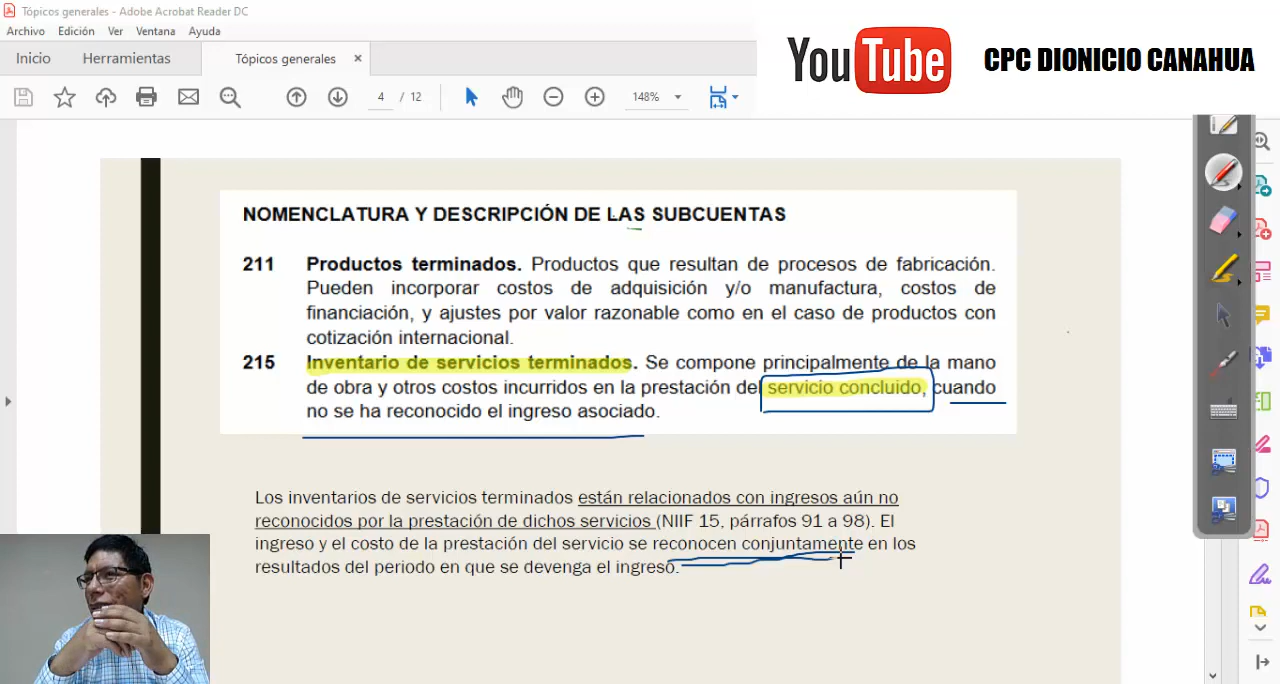 Tópicos generales - Adobe Acrobat Reader DC
Archivo Edición Ver Ventana Ayuda
Inicio Herramientas Tópicos generales ×
YouTube CPC DIONICIO CANAHUA
4 / 12 148%
NOMENCLATURA Y DESCRIPCIÓN DE LAS SUBCUENTAS
211 Productos terminados. Productos que resultan de procesos de fabricación.
Pueden incorporar costos de adquisición y/o manufactura, costos de
financiación, y ajustes por valor razonable como en el caso de productos con
cotización internacional.
215 Inventario de servicios terminados. Se compone principalmente de la mano
de obra y otros costos incurridos en la prestación del servicio concluido, cuando
no se ha reconocido el ingreso asociado.
Los inventarios de servicios terminados están relacionados con ingresos aún no
reconocidos por la prestación de dichos servicios (NIIF 15, párrafos 91 a 98). El
ingreso y el costo de la prestación del servicio se reconocen conjuntamente en los
resultados del periodo en que se devenga el ingreso.